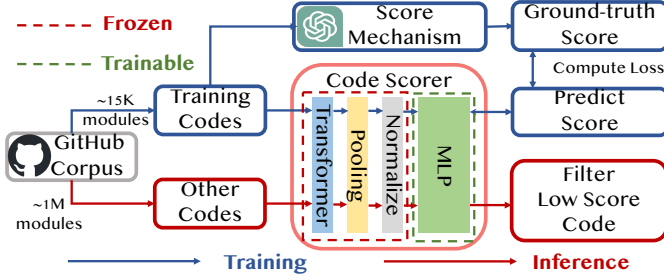 Frozen
Trainable
Score
Mechanism
Ground-truth
Score
Compute Loss
Code Scorer
~15K
modules
Training
Codes
Predict
Score
GitHub
Corpus
Transformer
Pooling
Normalize
MLP
~1M
modules
Other
Codes
Filter
Low Score
Code
Training
Inference